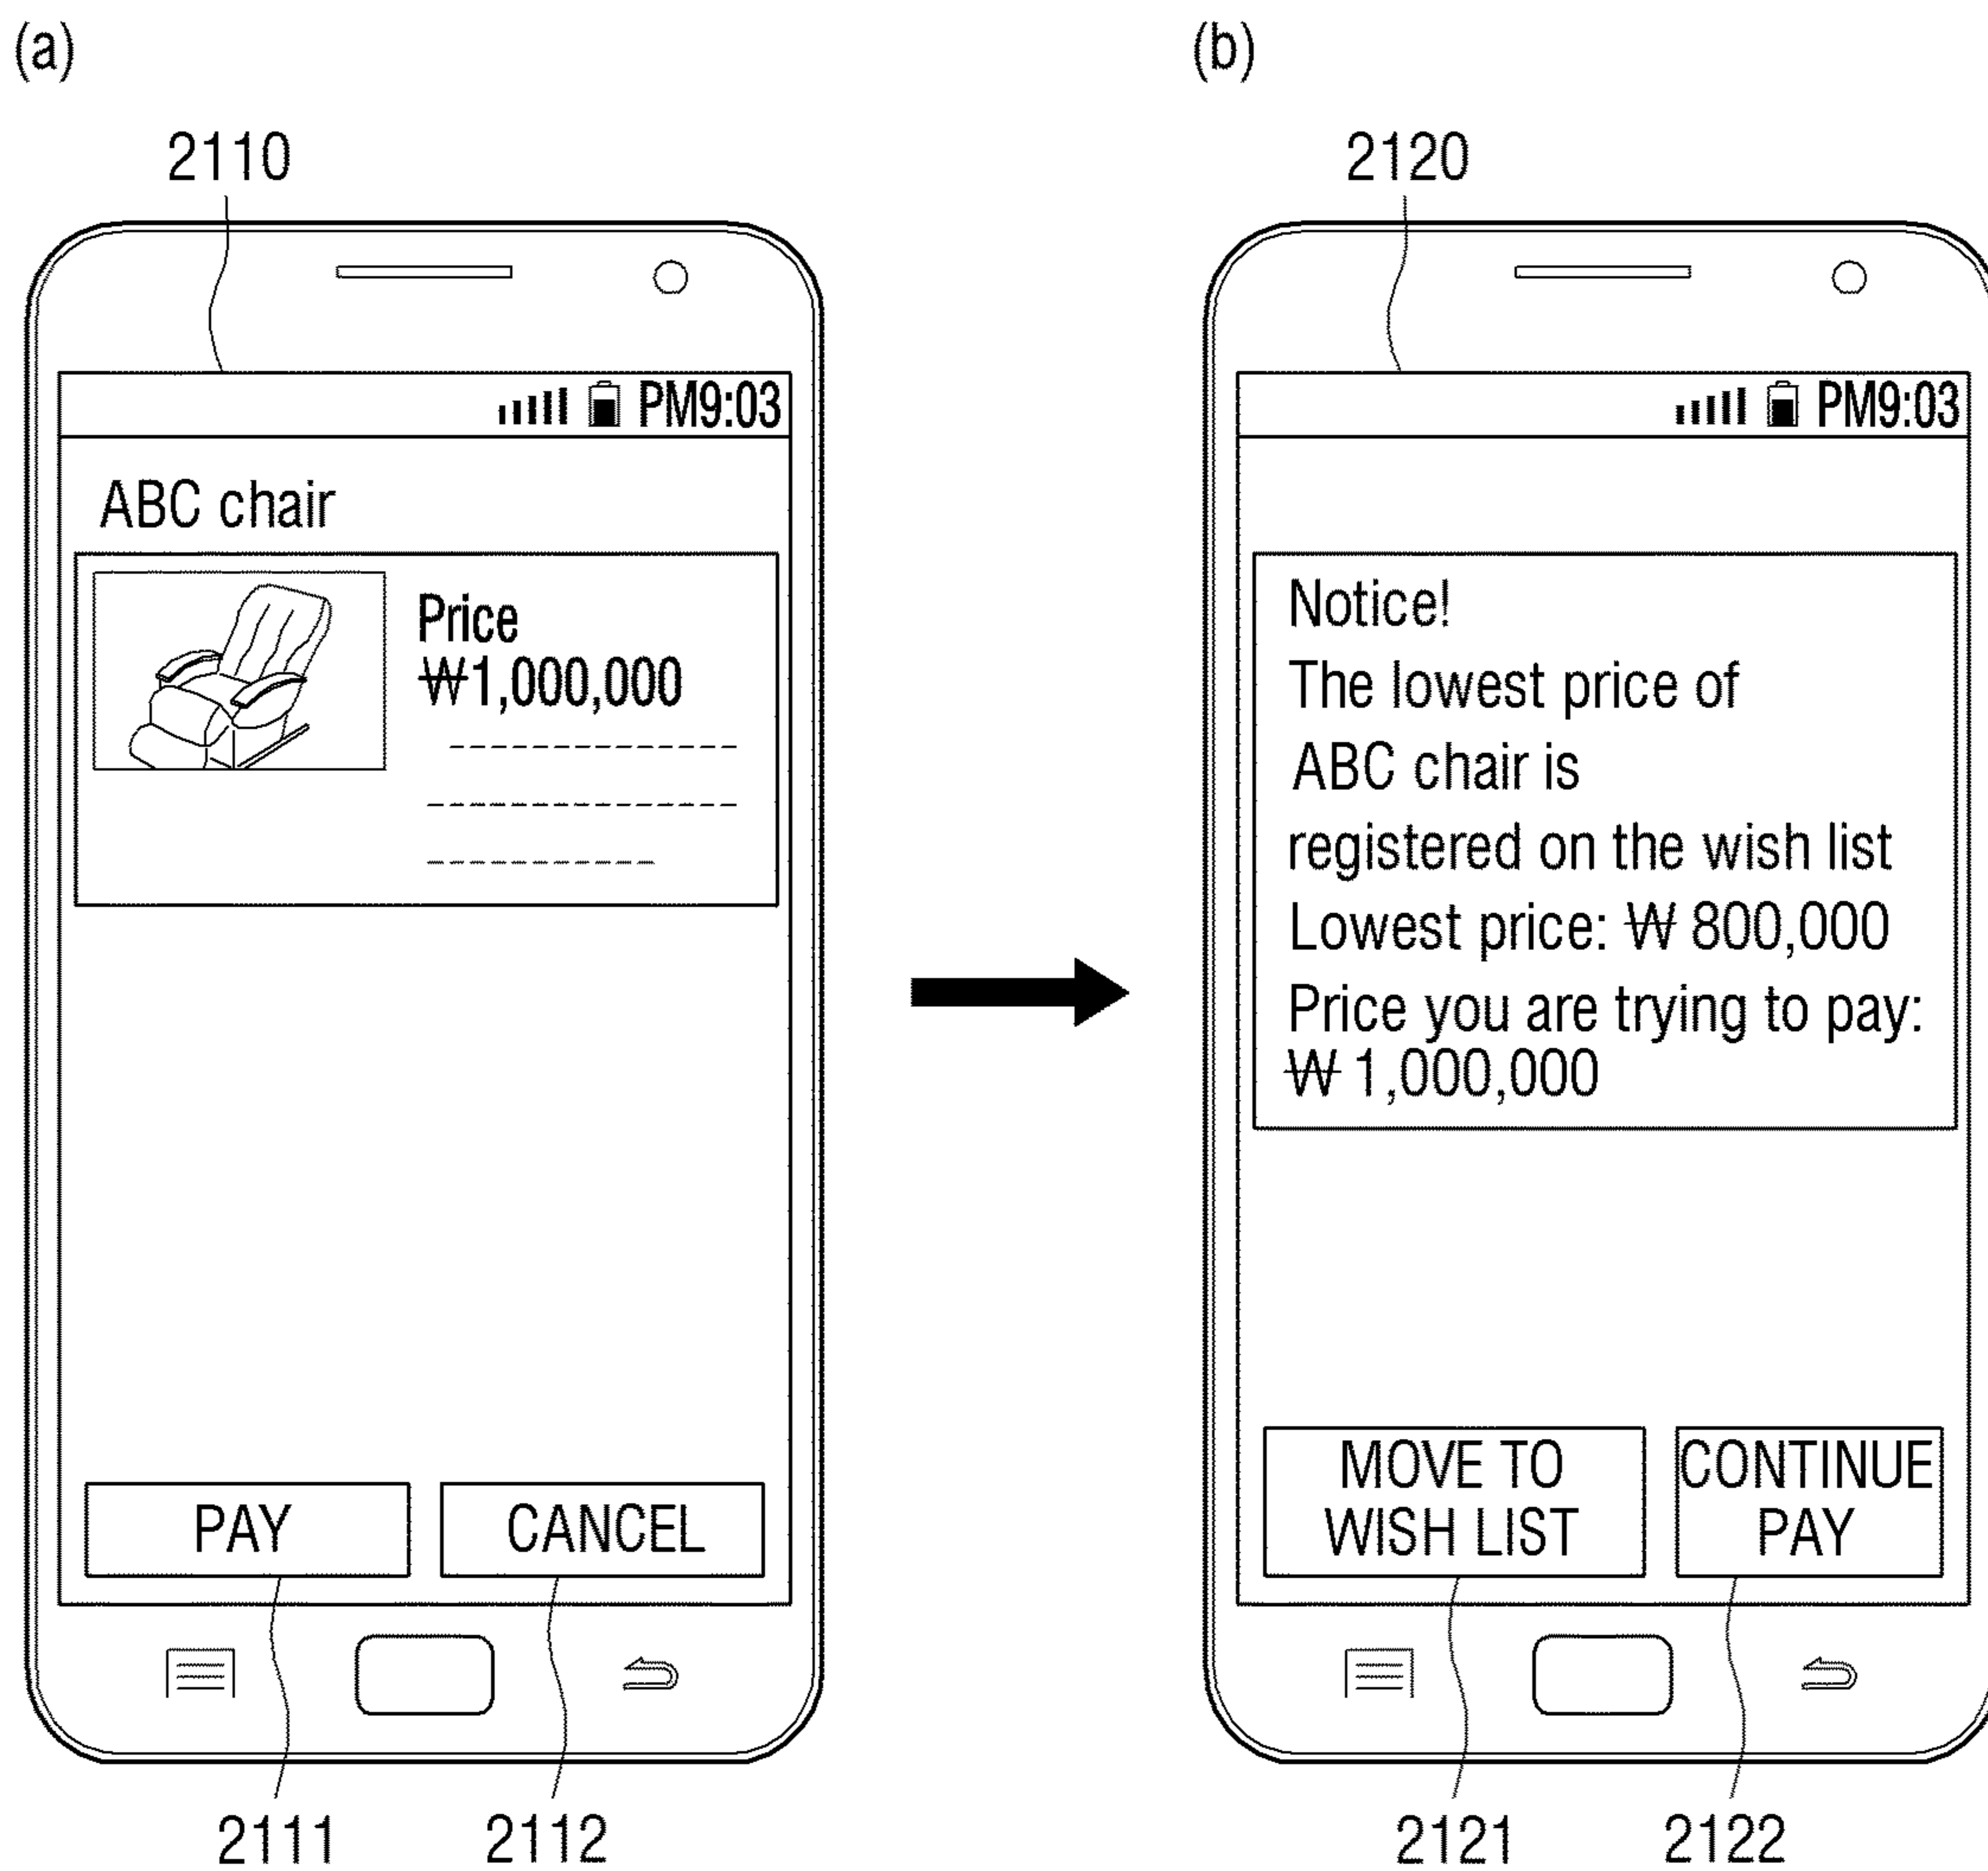 (a)
2110
PM9:03
ABC chair
Price
₩1,000,000
PAY
CANCEL
2111
2112
(b)
2120
PM9:03
Notice!
The lowest price of
ABC chair is
registered on the wish list
Lowest price: ₩ 800,000
Price you are trying to pay:
₩ 1,000,000
MOVE TO
WISH LIST
CONTINUE
PAY
2121
2122